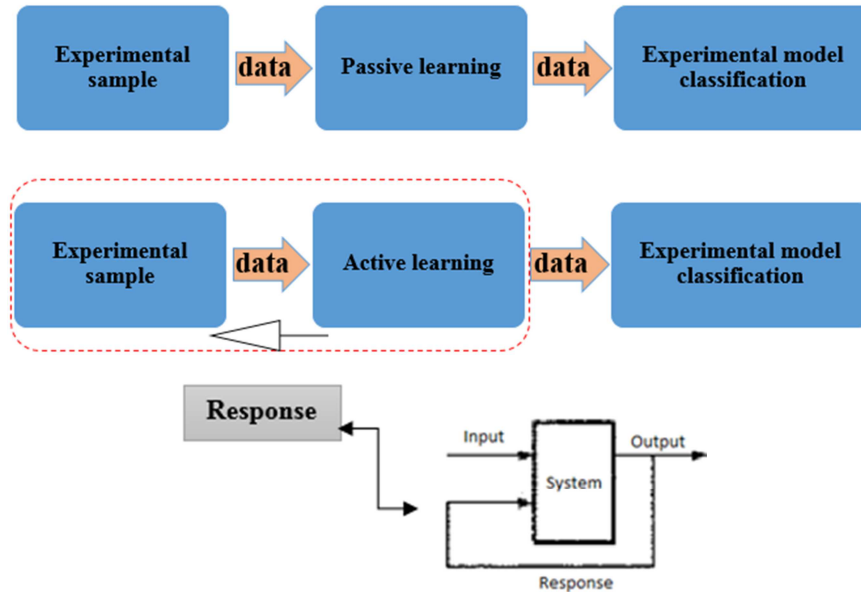 Experimental
sample
data
Passive learning
data
Experimental model
classification
Experimental
sample
data
Active learning
data
Experimental model
classification
Response
Input
Output
System
Response